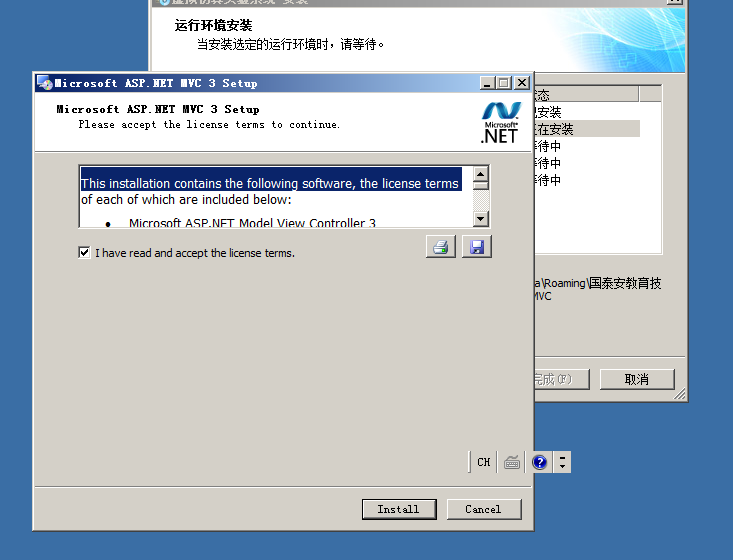 运行环境安装
当安装选定的运行环境时，请等待。
Microsoft ASP.NET MVC 3 Setup
Microsoft ASP.NET MVC 3 Setup
Please accept the license terms to continue.
Microsoft
.NET
This installation contains the following software, the license terms
of each of which are included below:
• Microsoft ASP.NET Model View Controller 3
I have read and accept the license terms.
状态
已安装
正在安装
等待中
等待中
等待中
a\Roaming\国泰安教育技
MVC
完成(F)
取消
CH
Install
Cancel